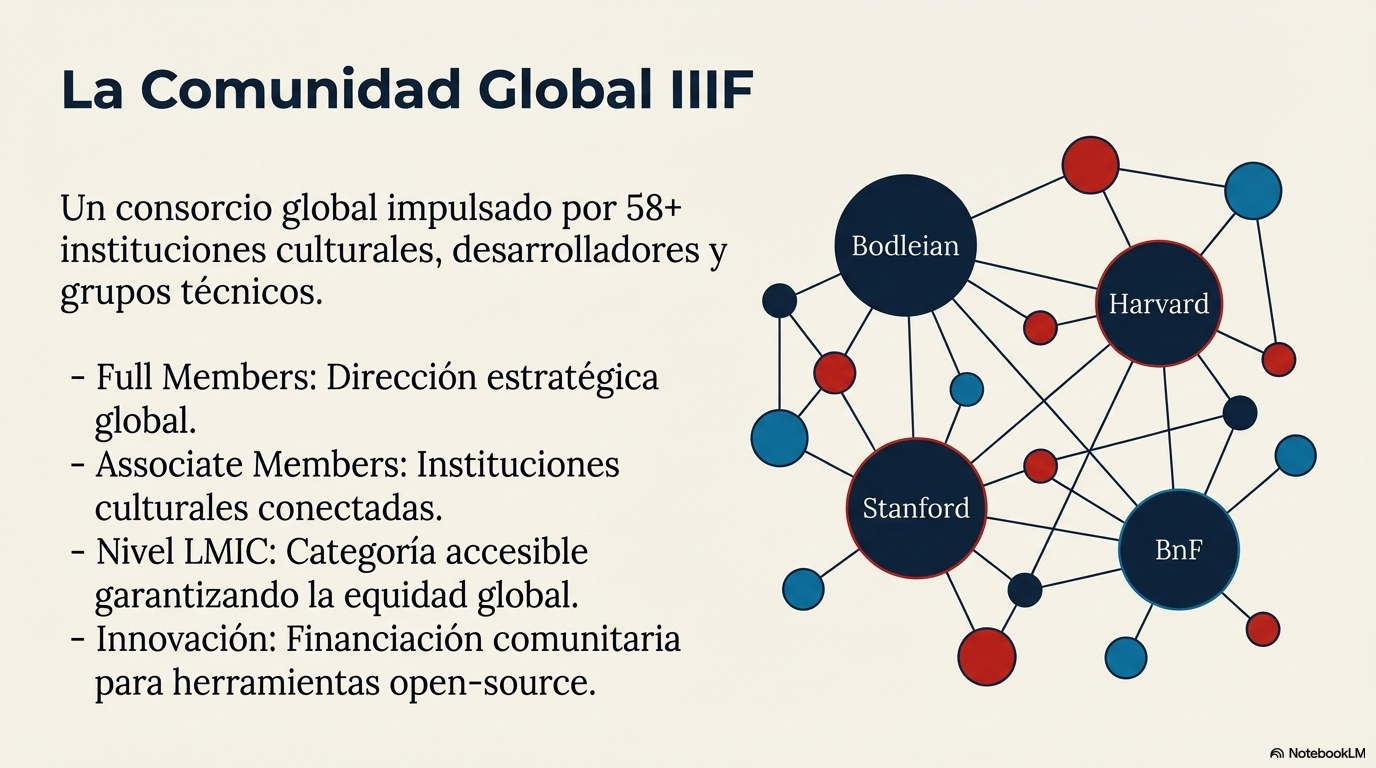 La Comunidad Global IIIF
Un consorcio global impulsado por 58+
instituciones culturales, desarrolladores y
grupos técnicos.
- Full Members: Dirección estratégica
global.
- Associate Members: Instituciones
culturales conectadas.
- Nivel LMIC: Categoría accesible
garantizando la equidad global.
- Innovación: Financiación comunitaria
para herramientas open-source.
Bodleian
Harvard
Stanford
BnF
NotebookLM